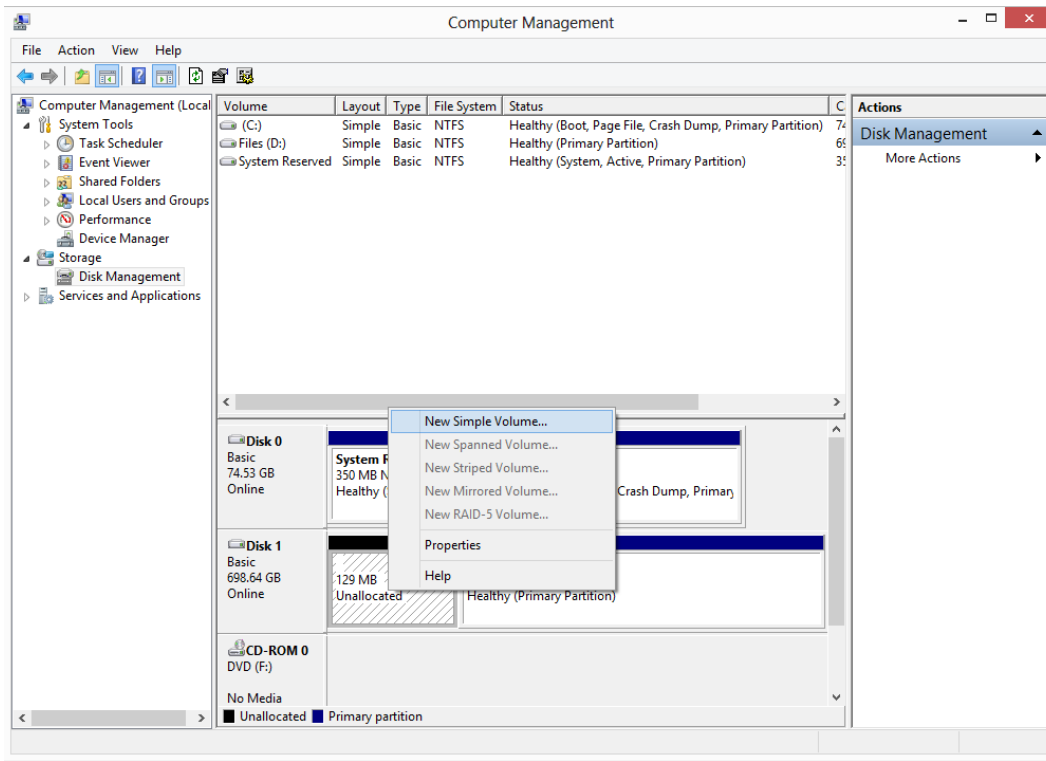 Computer Management
File Action View Help
Computer Management (Local
System Tools
Task Scheduler
Event Viewer
Shared Folders
Local Users and Groups
Performance
Device Manager
Storage
Disk Management
Services and Applications
Volume Layout Type File System Status C
(C:) Simple Basic NTFS Healthy (Boot, Page File, Crash Dump, Primary Partition) 74
Files (D:) Simple Basic NTFS Healthy (Primary Partition) 69
System Reserved Simple Basic NTFS Healthy (System, Active, Primary Partition) 35
Actions
Disk Management
More Actions
New Simple Volume...
New Spanned Volume...
New Striped Volume...
New Mirrored Volume...
New RAID-5 Volume...
Properties
Help
Disk 0
Basic
74.53 GB
Online
System R
350 MB N
Healthy (
Crash Dump, Primary
Disk 1
Basic
698.64 GB
Online
129 MB
Unallocated
Healthy (Primary Partition)
CD-ROM 0
DVD (F:)
No Media
Unallocated Primary partition